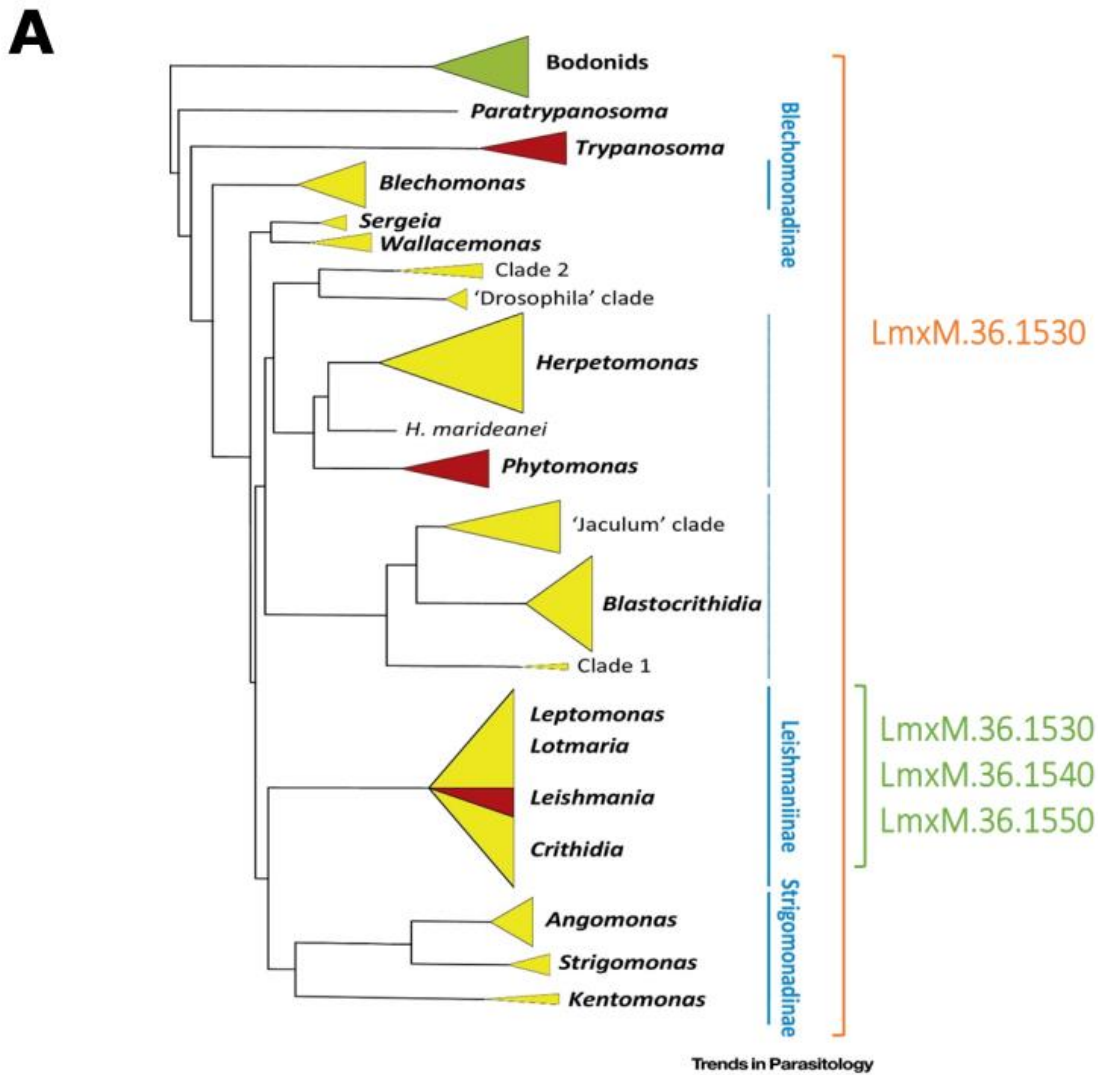 A
Bodonids
Paratrypanosoma
Trypanosoma
Blechomonas
Sergeia
Wallacemonas
Clade 2
‘Drosophila’ clade
Herpetomonas
H. marideanei
Phytomonas
‘Jaculum’ clade
Blastocrithidia
Clade 1
Leptomonas
Lotmaria
Leishmania
Crithidia
Angomonas
Strigomonas
Kentomonas
Blechomonadinae
Leishmaniinae
Strigomonadinae
LmxM.36.1530
LmxM.36.1530
LmxM.36.1540
LmxM.36.1550
Trends in Parasitology